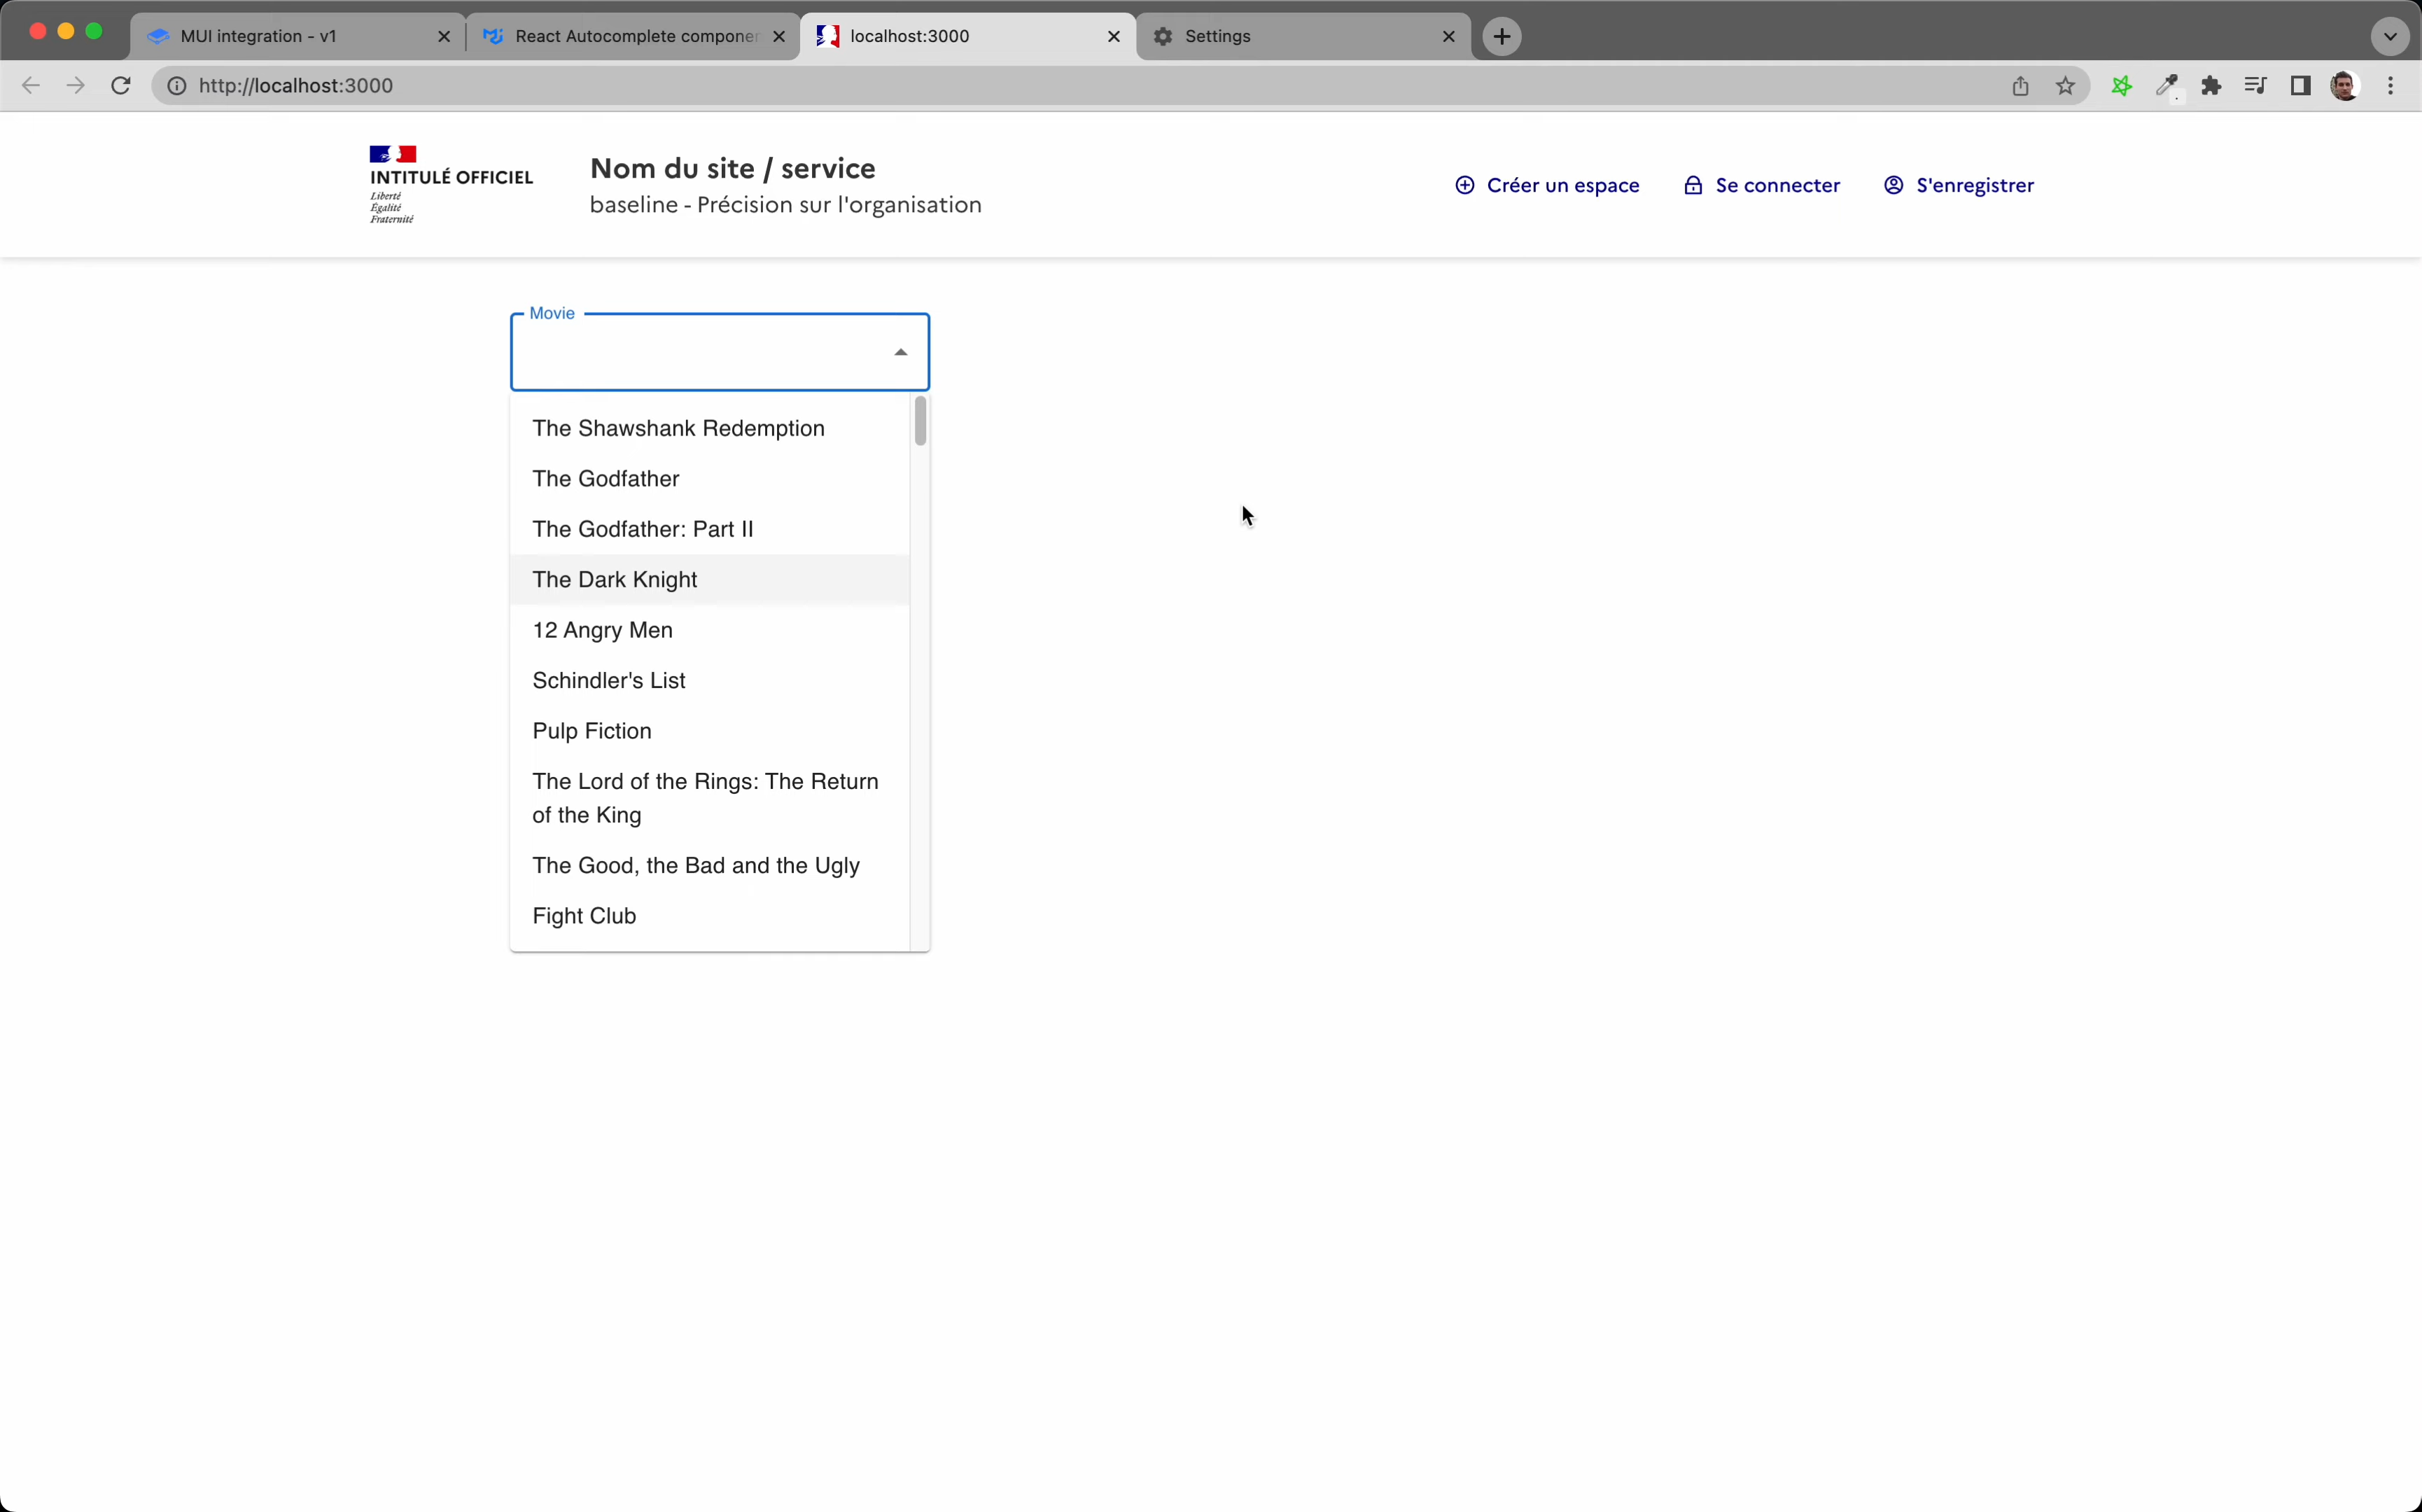 MUI integration - v1
React Autocomplete componen
localhost:3000
Settings
http://localhost:3000
INTITULÉ OFFICIEL
Liberté
Égalité
Fraternité
Nom du site / service
baseline - Précision sur l'organisation
Créer un espace
Se connecter
S'enregistrer
Movie
The Shawshank Redemption
The Godfather
The Godfather: Part II
The Dark Knight
12 Angry Men
Schindler's List
Pulp Fiction
The Lord of the Rings: The Return
of the King
The Good, the Bad and the Ugly
Fight Club